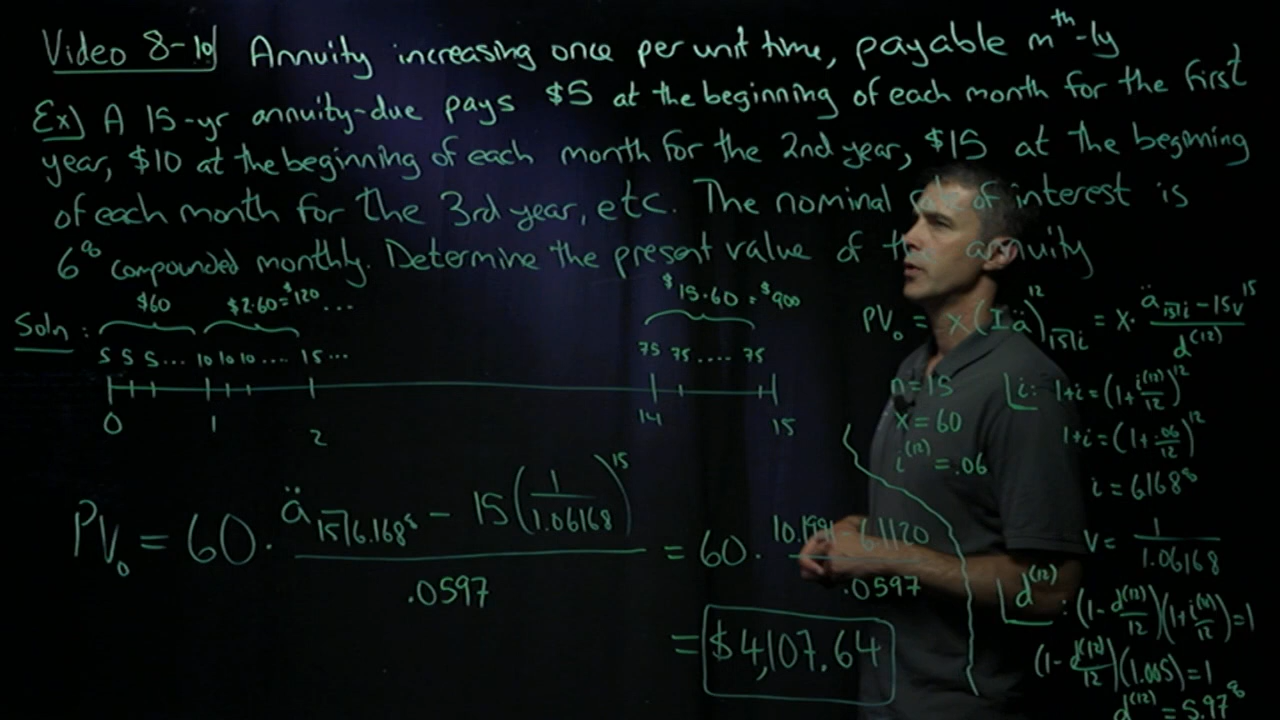 Video 8-10 Annuity increasing once per unit time, payable mᵗʰ-ly
Ex) A 15-yr annuity-due pays $5 at the beginning of each month for the first
year, $10 at the beginning of each month for the 2nd year, $15 at the beginning
of each month for the 3rd year, etc. The nominal rate of interest is
6% compounded monthly. Determine the present value of the annuity
Soln:
$60 $2·60=$120 ... $15·60=$900
5 5 5... 10 10 10 .... 15... 75 75 .... 75
0 1 2 14 15
PV₀ = X(Iä)⁽¹²⁾ 15⌉i = X· (ä 15⌉i − 15v¹⁵) / d⁽¹²⁾
n=15
X=60
i⁽¹²⁾=.06
i: 1+i=(1+i⁽¹²⁾/12)¹²
1+i=(1+.06/12)¹²
i=6.168%
V= 1/1.06168
d⁽¹²⁾: (1-d⁽¹²⁾/12)(1+i⁽¹²⁾/12)=1
(1-d⁽¹²⁾/12)(1.005)=1
d⁽¹²⁾=5.97%
PV₀ = 60· (ä 15⌉6.168% − 15(1/1.06168)¹⁵) / .0597 = 60· (10.1991-6.1120) / .0597
= $4,107.64